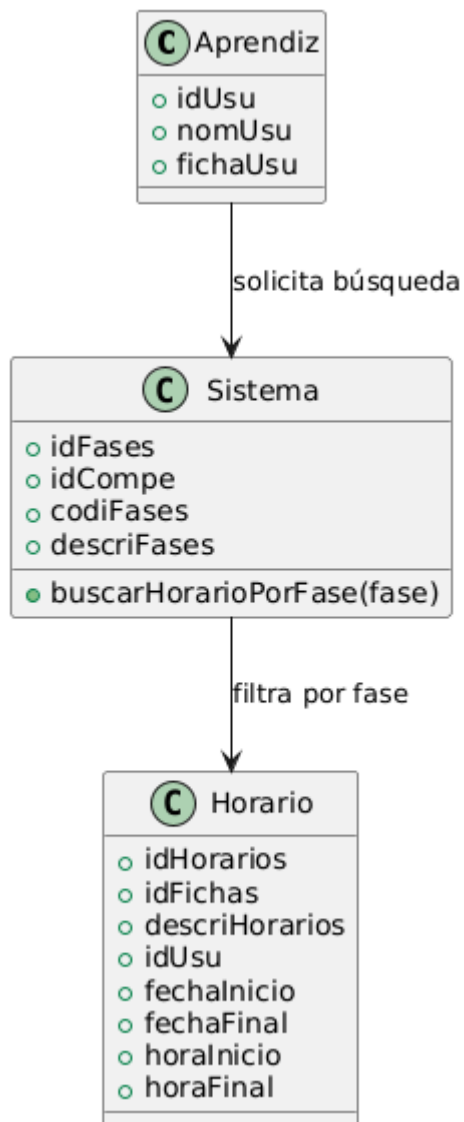 C Aprendiz
idUsu
nomUsu
fichaUsu
solicita búsqueda
C Sistema
idFases
idCompe
codiFases
descriFases
buscarHorarioPorFase(fase)
filtra por fase
C Horario
idHorarios
idFichas
descriHorarios
idUsu
fechaInicio
fechaFinal
horaInicio
horaFinal